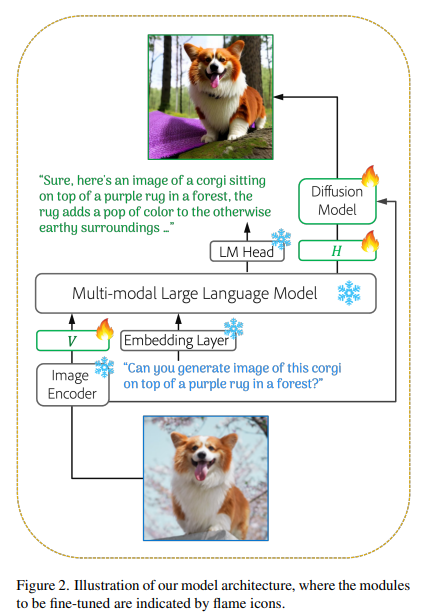 “Sure, here's an image of a corgi sitting
on top of a purple rug in a forest, the
rug adds a pop of color to the otherwise
earthy surroundings ...”
Diffusion
Model
LM Head
H
Multi-modal Large Language Model
V
Embedding Layer
Image
Encoder
“Can you generate image of this corgi
on top of a purple rug in a forest?”
Figure 2. Illustration of our model architecture, where the modules
to be fine-tuned are indicated by flame icons.